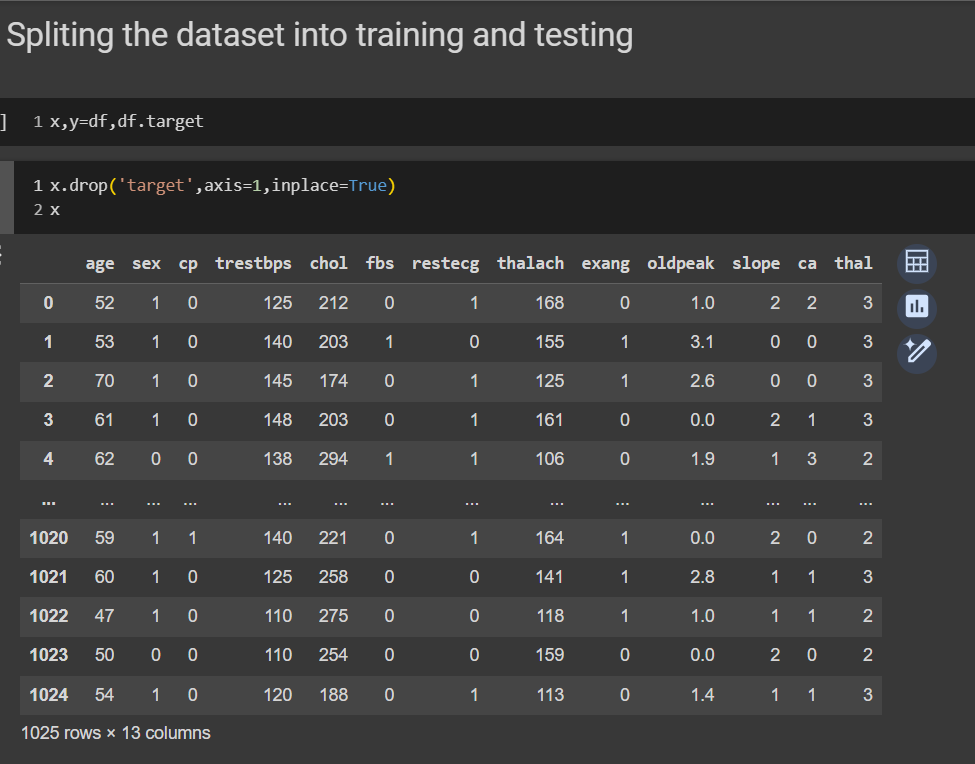 Spliting the dataset into training and testing
] 1 x,y=df,df.target
1 x.drop('target',axis=1,inplace=True)
2 x
age sex cp trestbps chol fbs restecg thalach exang oldpeak slope ca thal
0 52 1 0 125 212 0 1 168 0 1.0 2 2 3
1 53 1 0 140 203 1 0 155 1 3.1 0 0 3
2 70 1 0 145 174 0 1 125 1 2.6 0 0 3
3 61 1 0 148 203 0 1 161 0 0.0 2 1 3
4 62 0 0 138 294 1 1 106 0 1.9 1 3 2
... ... ... ... ... ... ... ... ... ... ... ... ... ...
1020 59 1 1 140 221 0 1 164 1 0.0 2 0 2
1021 60 1 0 125 258 0 0 141 1 2.8 1 1 3
1022 47 1 0 110 275 0 0 118 1 1.0 1 1 2
1023 50 0 0 110 254 0 0 159 0 0.0 2 0 2
1024 54 1 0 120 188 0 1 113 0 1.4 1 1 3
1025 rows × 13 columns